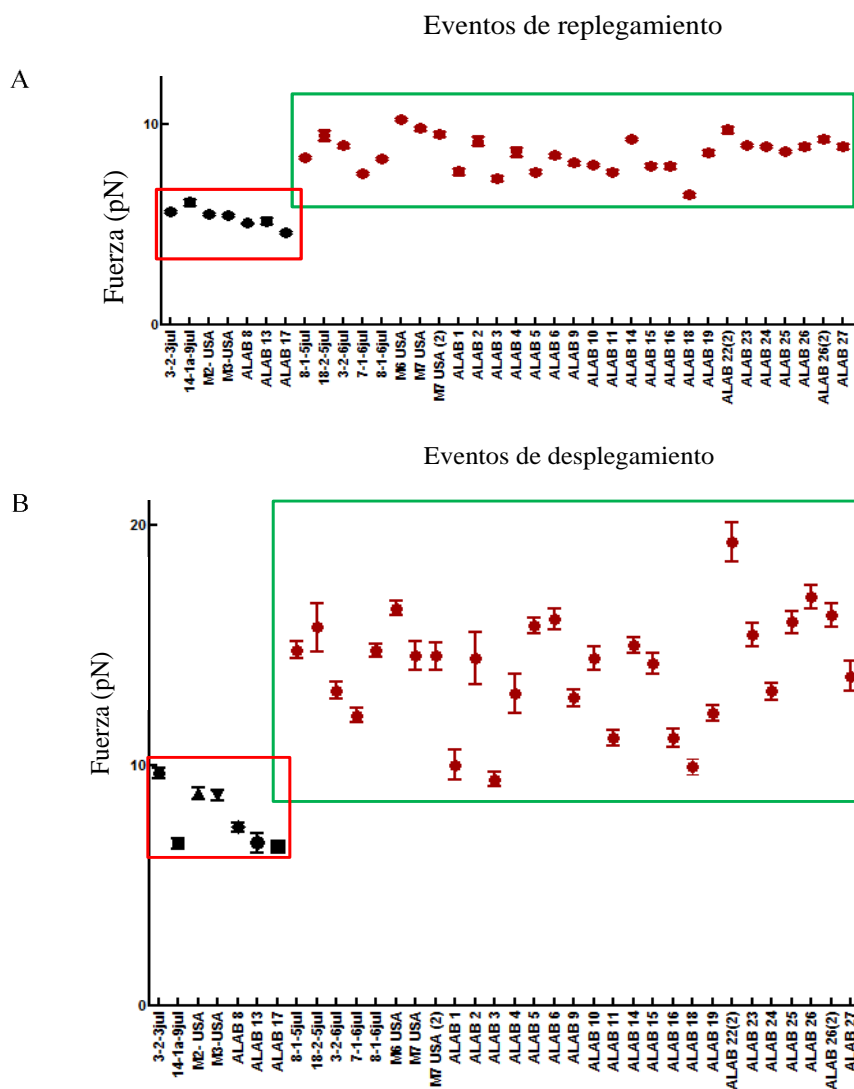 Eventos de replegamiento
A
Fuerza (pN)
10
0
3-2-3jul
14-1a-9jul
M2- USA
M3-USA
ALAB 8
ALAB 13
ALAB 17
8-1-5jul
18-2-5jul
3-2-6jul
7-1-6jul
8-1-6jul
M6 USA
M7 USA
M7 USA (2)
ALAB 1
ALAB 2
ALAB 3
ALAB 4
ALAB 5
ALAB 6
ALAB 9
ALAB 10
ALAB 11
ALAB 14
ALAB 15
ALAB 16
ALAB 18
ALAB 19
ALAB 22(2)
ALAB 23
ALAB 24
ALAB 25
ALAB 26
ALAB 26(2)
ALAB 27
Eventos de desplegamiento
B
Fuerza (pN)
20
10
0
3-2-3jul
14-1a-9jul
M2- USA
M3-USA
ALAB 8
ALAB 13
ALAB 17
8-1-5jul
18-2-5jul
3-2-6jul
7-1-6jul
8-1-6jul
M6 USA
M7 USA
M7 USA (2)
ALAB 1
ALAB 2
ALAB 3
ALAB 4
ALAB 5
ALAB 6
ALAB 9
ALAB 10
ALAB 11
ALAB 14
ALAB 15
ALAB 16
ALAB 18
ALAB 19
ALAB 22(2)
ALAB 23
ALAB 24
ALAB 25
ALAB 26
ALAB 26(2)
ALAB 27